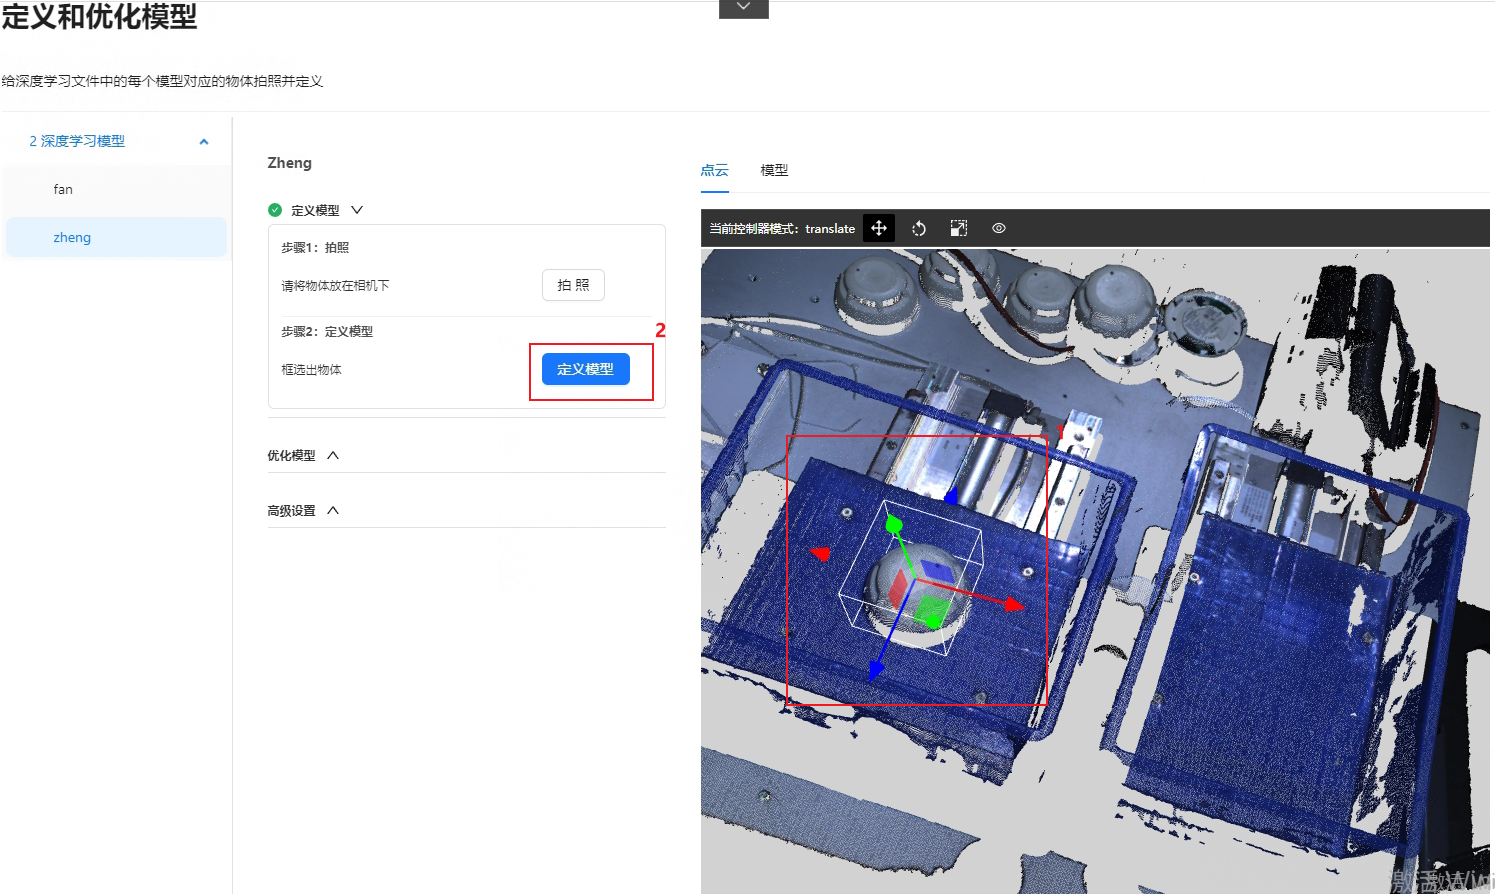 定义和优化模型
给深度学习文件中的每个模型对应的物体拍照并定义
2 深度学习模型
fan
zheng
Zheng
定义模型
步骤1：拍照
请将物体放在相机下
拍 照
步骤2：定义模型
2
框选出物体
定义模型
优化模型
高级设置
点云
模型
当前控制器模式：translate
1